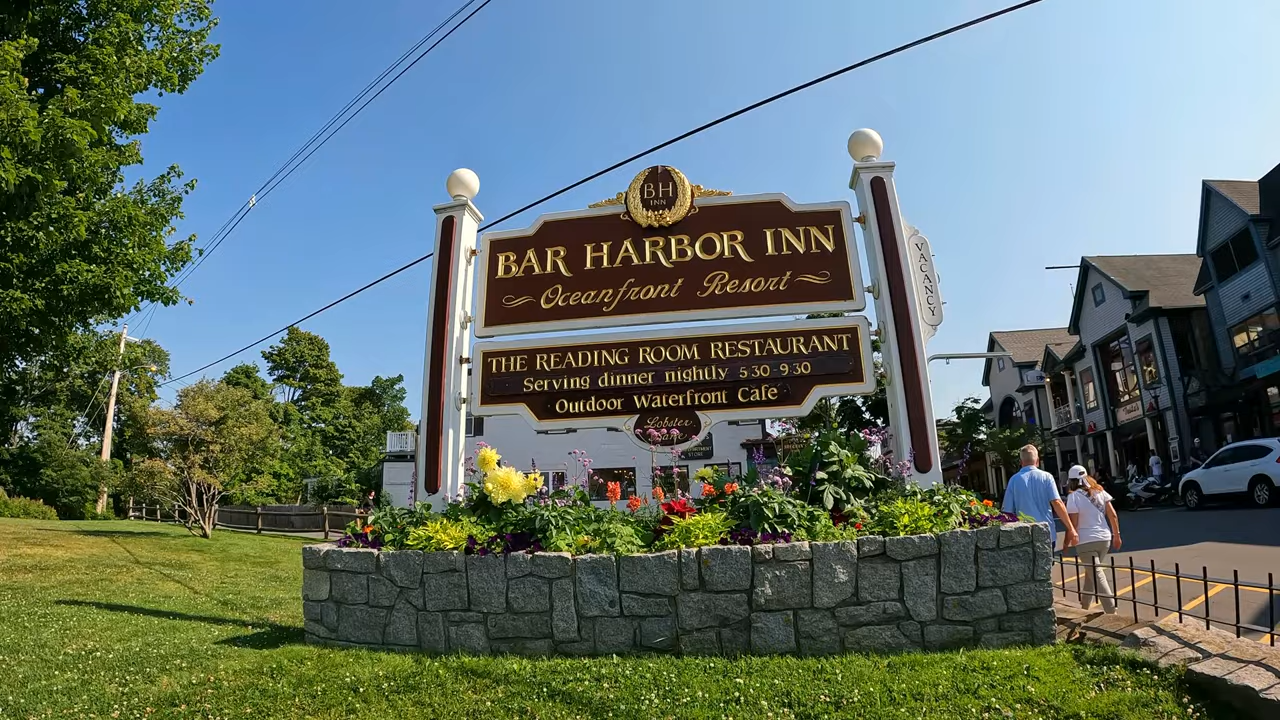 BH
INN
BAR HARBOR INN
Oceanfront Resort
VACANCY
THE READING ROOM RESTAURANT
Serving dinner nightly 5:30-9:30
Outdoor Waterfront Cafe
Lobster